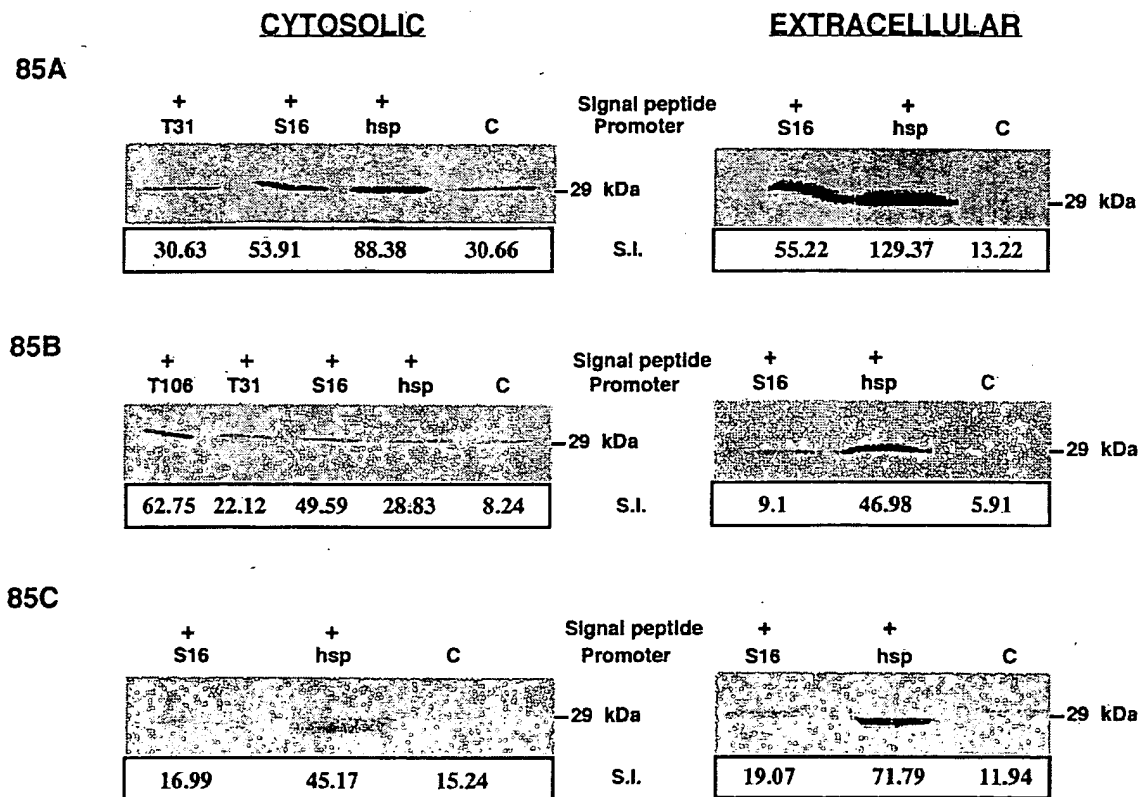 CYTOSOLIC EXTRACELLULAR
85A
+ + + Signal peptide + +
T31 S16 hsp C Promoter S16 hsp C
29 kDa 29 kDa
30.63 53.91 88.38 30.66 S.I. 55.22 129.37 13.22
85B
+ + + + Signal peptide + +
T106 T31 S16 hsp C Promoter S16 hsp C
29 kDa 29 kDa
62.75 22.12 49.59 28.83 8.24 S.I. 9.1 46.98 5.91
85C
+ + Signal peptide + +
S16 hsp C Promoter S16 hsp C
29 kDa 29 kDa
16.99 45.17 15.24 S.I. 19.07 71.79 11.94